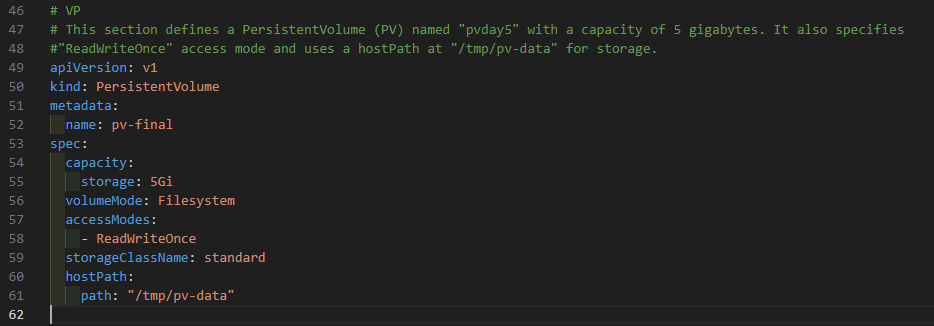 46 # VP
47 # This section defines a PersistentVolume (PV) named "pvday5" with a capacity of 5 gigabytes. It also specifies
48 #"ReadWriteOnce" access mode and uses a hostPath at "/tmp/pv-data" for storage.
49 apiVersion: v1
50 kind: PersistentVolume
51 metadata:
52   name: pv-final
53 spec:
54   capacity:
55     storage: 5Gi
56   volumeMode: Filesystem
57   accessModes:
58     - ReadWriteOnce
59   storageClassName: standard
60   hostPath:
61     path: "/tmp/pv-data"
62